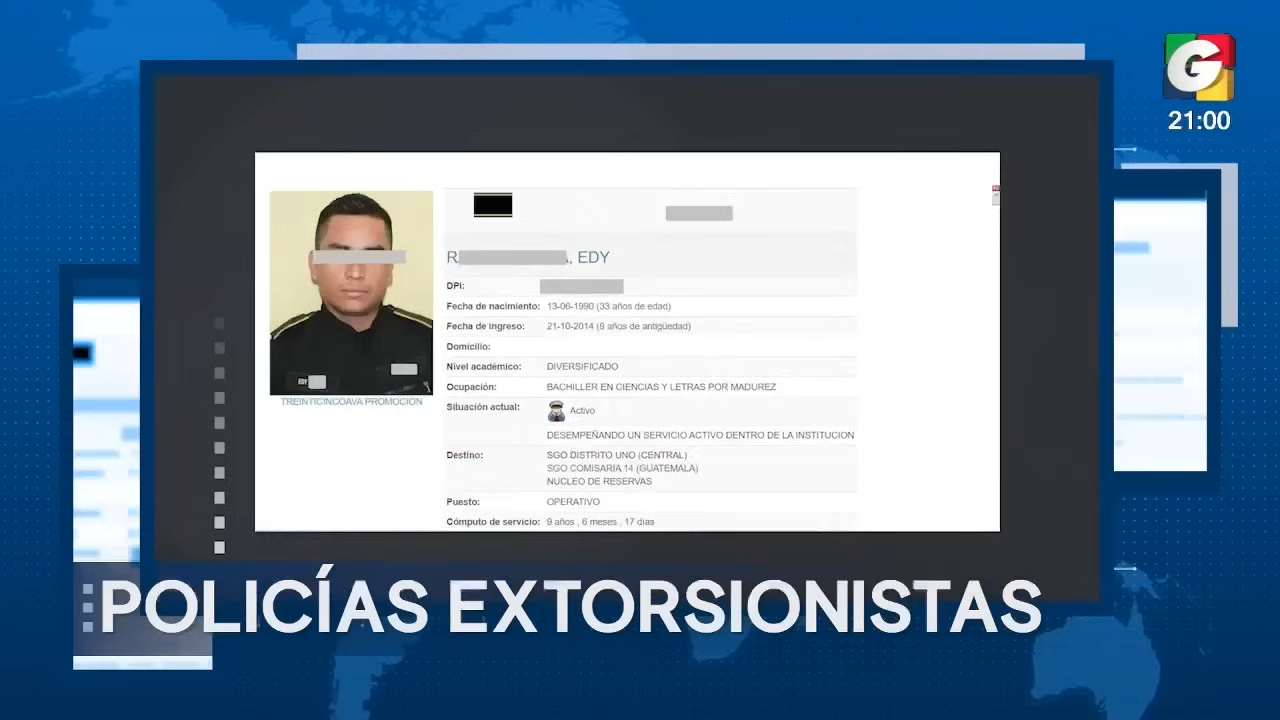 G
21:00
R
A, EDY
DPI:
Fecha de nacimiento: 13-06-1990 (33 años de edad)
Fecha de ingreso: 21-10-2014 (9 años de antigüedad)
Domicilio:
Nivel académico: DIVERSIFICADO
Ocupación: BACHILLER EN CIENCIAS Y LETRAS POR MADUREZ
Situación actual: Activo
DESEMPEÑANDO UN SERVICIO ACTIVO DENTRO DE LA INSTITUCION
Destino: SGO DISTRITO UNO (CENTRAL)
SGO COMISARIA 14 (GUATEMALA)
NUCLEO DE RESERVAS
Puesto: OPERATIVO
Cómputo de servicio: 9 años , 6 meses , 17 dias
EDY
TREINTICINCOAVA PROMOCION
POLICÍAS EXTORSIONISTAS